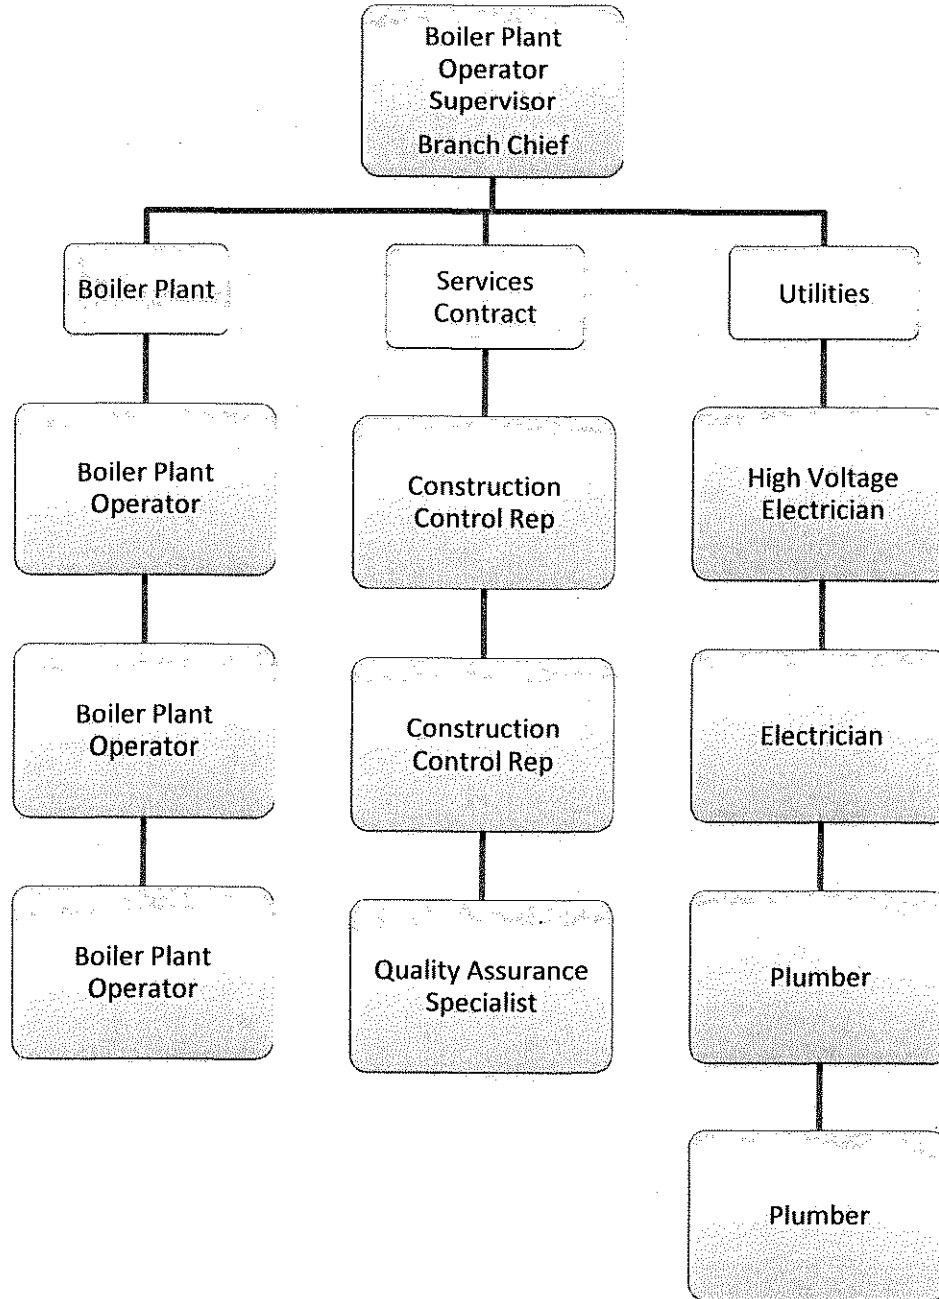 Boiler Plant
Operator
Supervisor
Branch Chief
Boiler Plant
Services
Contract
Utilities
Boiler Plant
Operator
Construction
Control Rep
High Voltage
Electrician
Boiler Plant
Operator
Construction
Control Rep
Electrician
Boiler Plant
Operator
Quality Assurance
Specialist
Plumber
Plumber